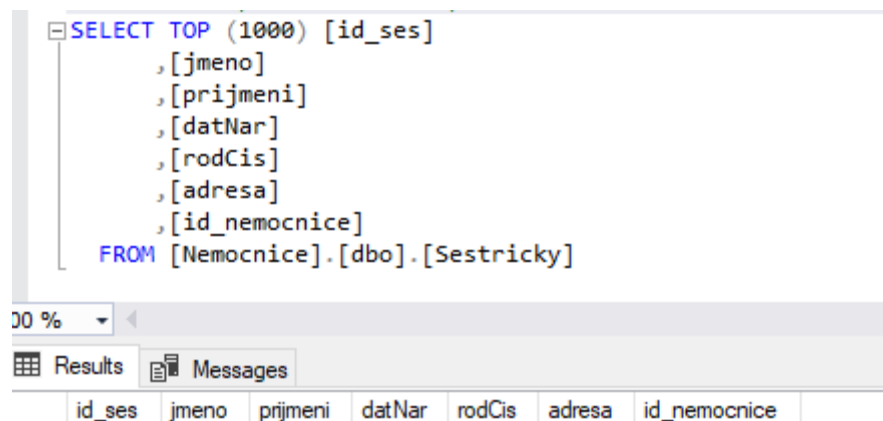 SELECT TOP (1000) [id_ses]
,[jmeno]
,[prijmeni]
,[datNar]
,[rodCis]
,[adresa]
,[id_nemocnice]
FROM [Nemocnice].[dbo].[Sestricky]
00 %
Results Messages
id_ses jmeno prijmeni datNar rodCis adresa id_nemocnice